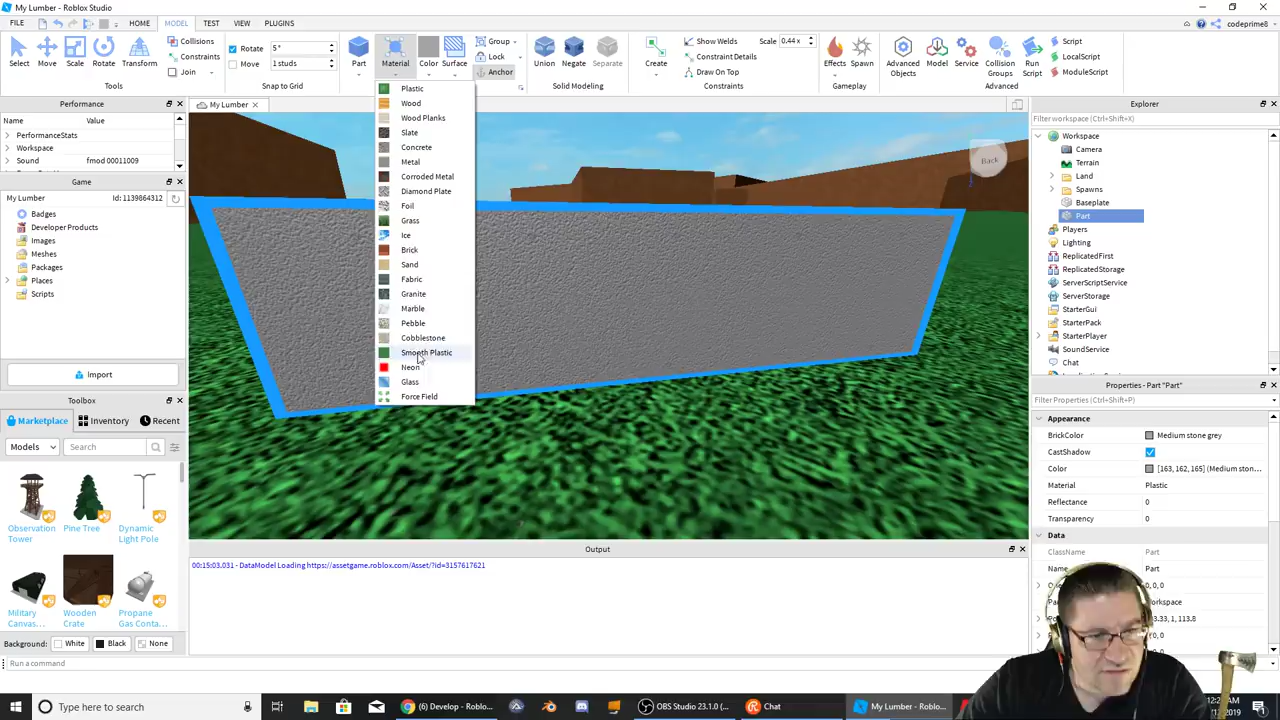 My Lumber - Roblox Studio
FILE HOME MODEL TEST VIEW PLUGINS codeprime8
Select Move Scale Rotate Transform
Collisions
Constraints
Join
Tools
Rotate 5 °
Move 1 studs
Snap to Grid
Part Material Color Surface
Group
Lock
Anchor
Union Negate Separate
Solid Modeling
Create
Show Welds Scale 0.44 x
Constraint Details
Draw On Top
Constraints
Effects Spawn
Gameplay
Advanced Objects Model Service Collision Groups Run Script
Script
LocalScript
ModuleScript
Advanced
Plastic
Wood
Wood Planks
Slate
Concrete
Metal
Corroded Metal
Diamond Plate
Foil
Grass
Ice
Brick
Sand
Fabric
Granite
Marble
Pebble
Cobblestone
Smooth Plastic
Neon
Glass
Force Field
Performance
Name Value
PerformanceStats
Workspace
Sound fmod 00011009
Game
My Lumber Id: 1139864312
Badges
Developer Products
Images
Meshes
Packages
Places
Scripts
Import
Toolbox
Marketplace Inventory Recent
Models Search
Observation Tower
Pine Tree
Dynamic Light Pole
Military Canvas...
Wooden Crate
Propane Gas Conta...
Background: White Black None
Run a command
My Lumber
Back
Output
00:15:03.031 - DataModel Loading https://assetgame.roblox.com/Asset/?id=3157617621
Explorer
Filter workspace (Ctrl+Shift+X)
Workspace
Camera
Terrain
Land
Spawns
Baseplate
Part
Players
Lighting
ReplicatedFirst
ReplicatedStorage
ServerScriptService
ServerStorage
StarterGui
StarterPack
StarterPlayer
SoundService
Chat
Properties - Part "Part"
Filter Properties (Ctrl+Shift+P)
Appearance
BrickColor Medium stone grey
CastShadow
Color [163, 162, 165] (Medium ston...
Material Plastic
Reflectance 0
Transparency 0
Data
ClassName Part
Name Part
Type here to search
(6) Develop - Roblo...
OBS Studio 23.1.0 (...
Chat
My Lumber - Roblo...